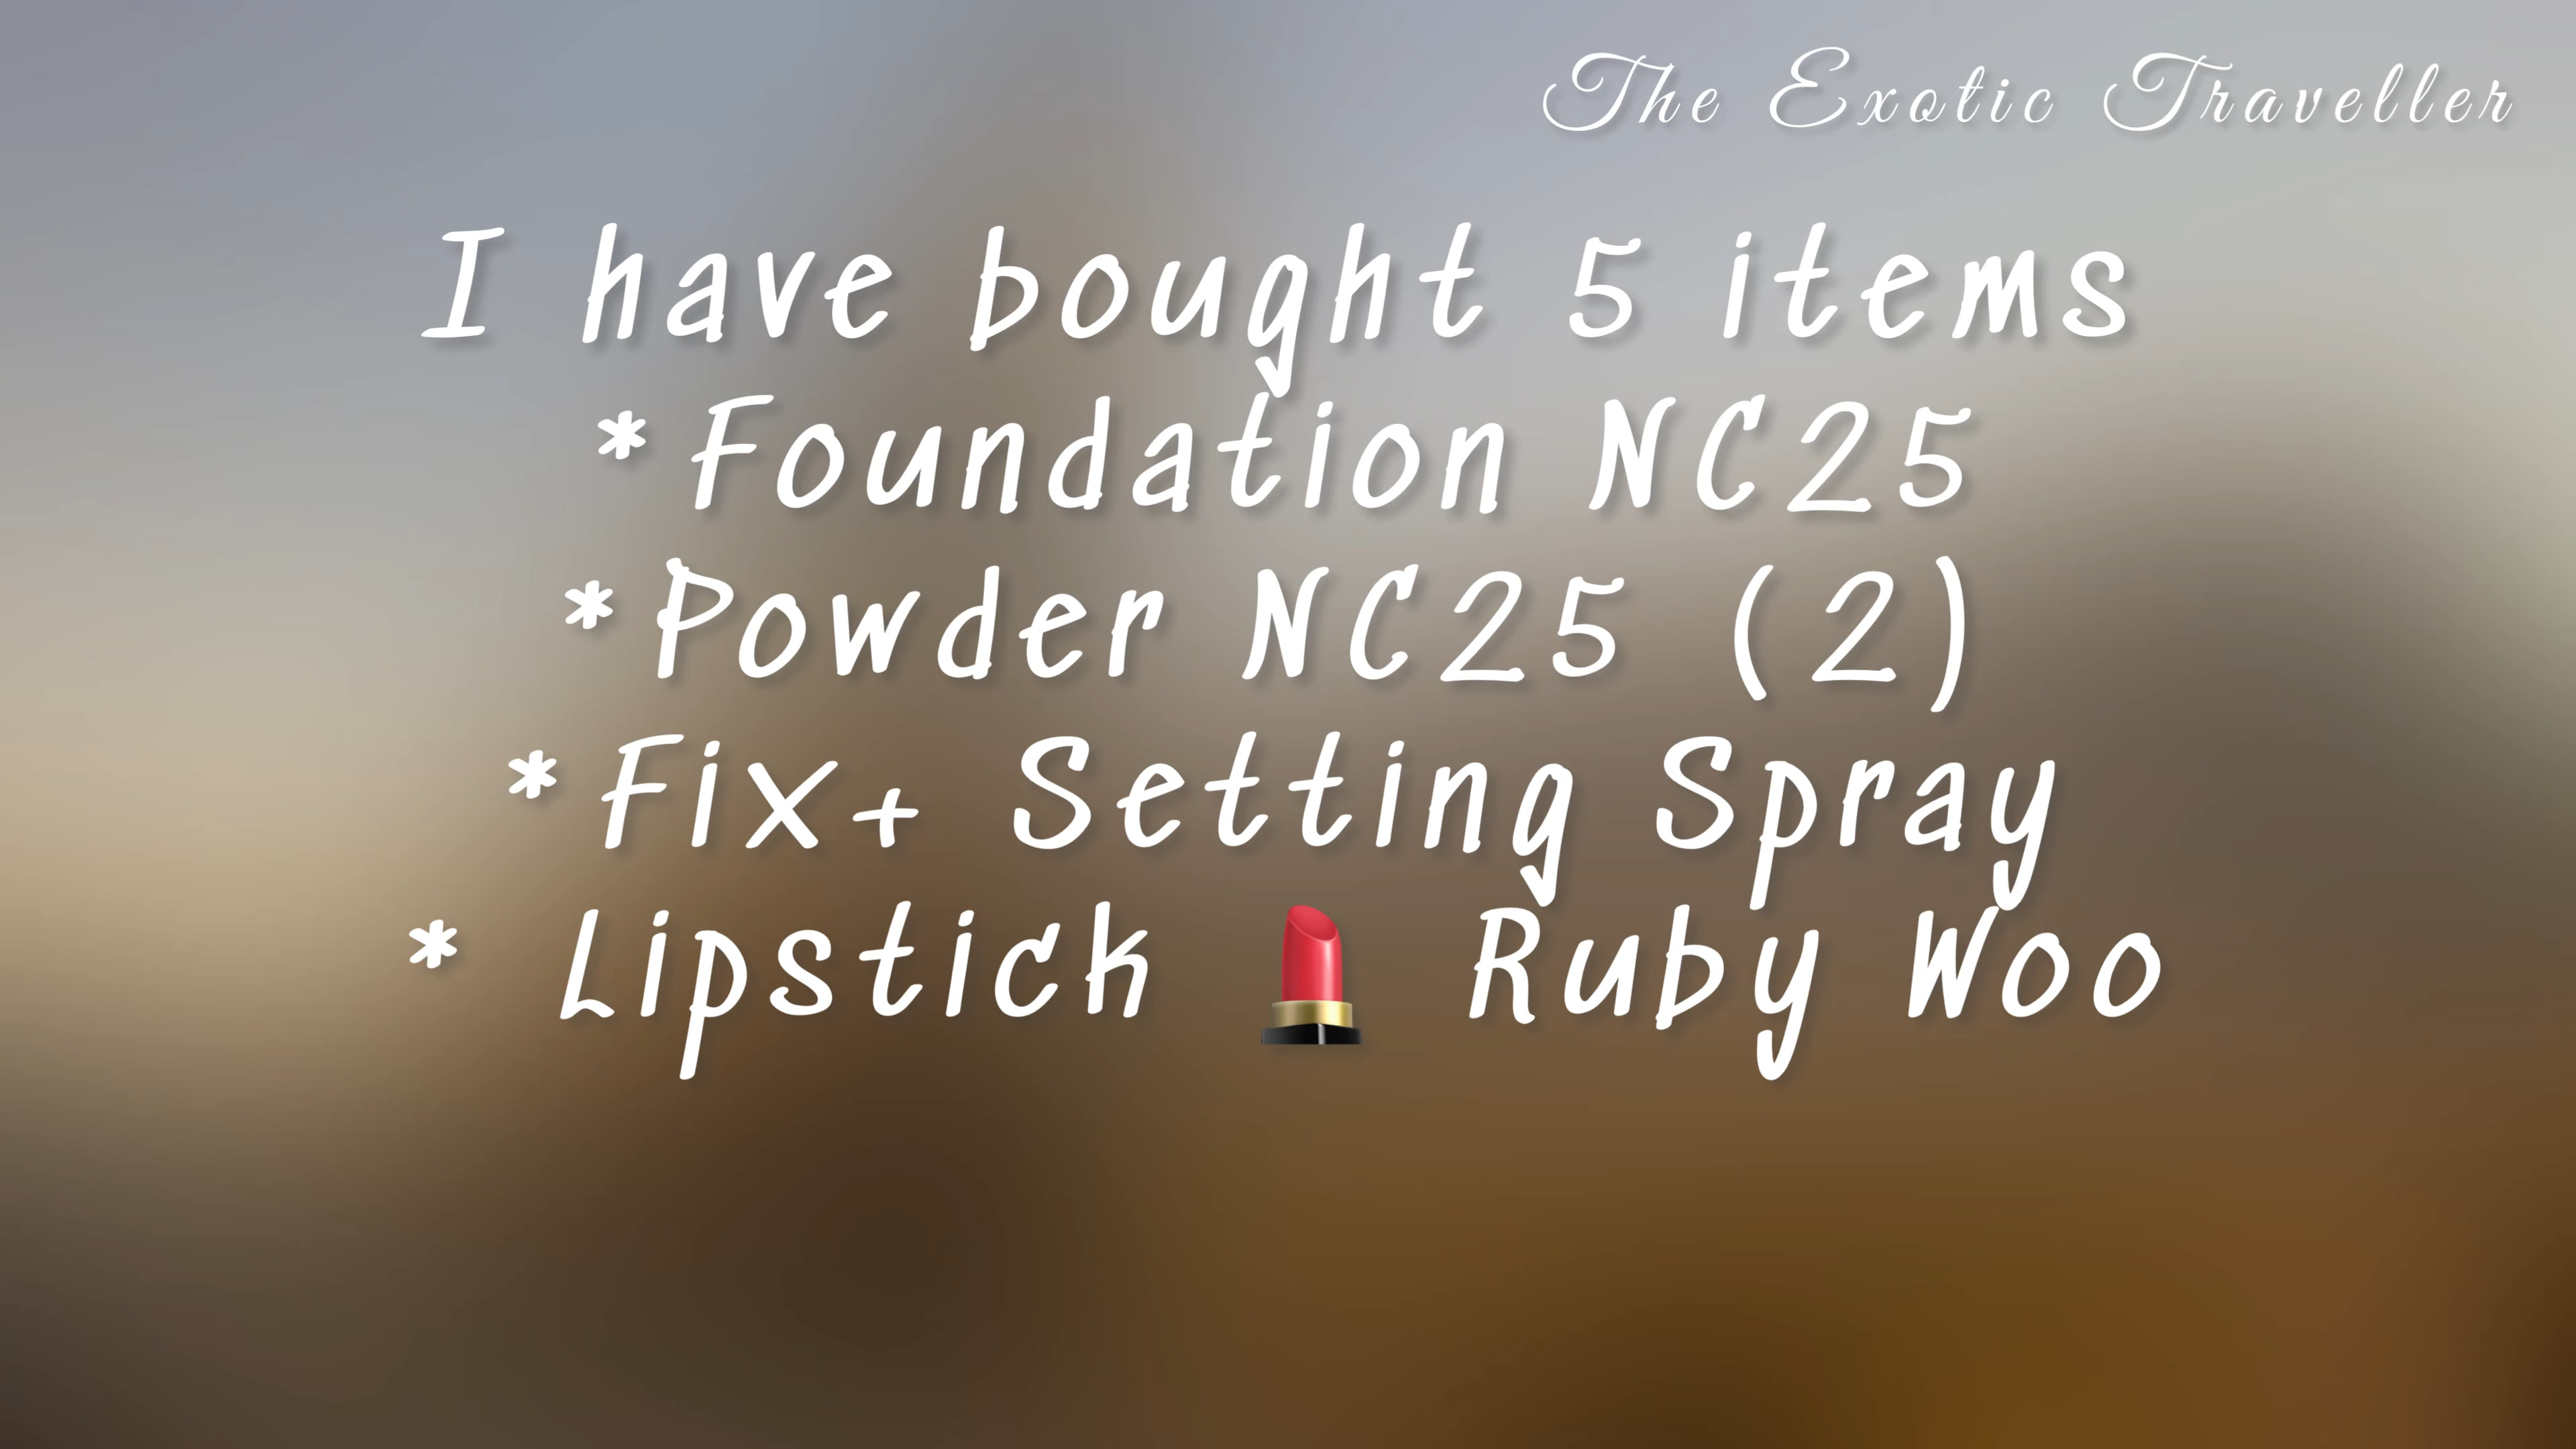 The Exotic Traveller
I have bought 5 items
* Foundation NC25
* Powder NC25 (2)
* Fix+ Setting Spray
* Lipstick 💄 Ruby Woo